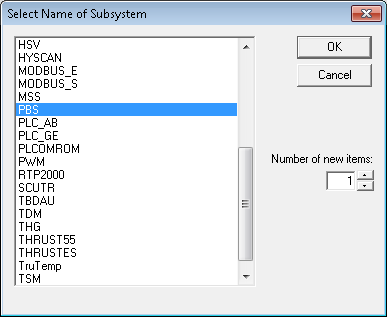 Select Name of Subsystem
HSV
HYSCAN
MODBUS_E
MODBUS_S
MSS
PBS
PLC_AB
PLC_GE
PLCOMROM
PWM
RTP2000
SCUTR
TBDAU
TDM
THG
THRUST55
THRUSTES
TruTemp
TSM
OK
Cancel
Number of new items:
1